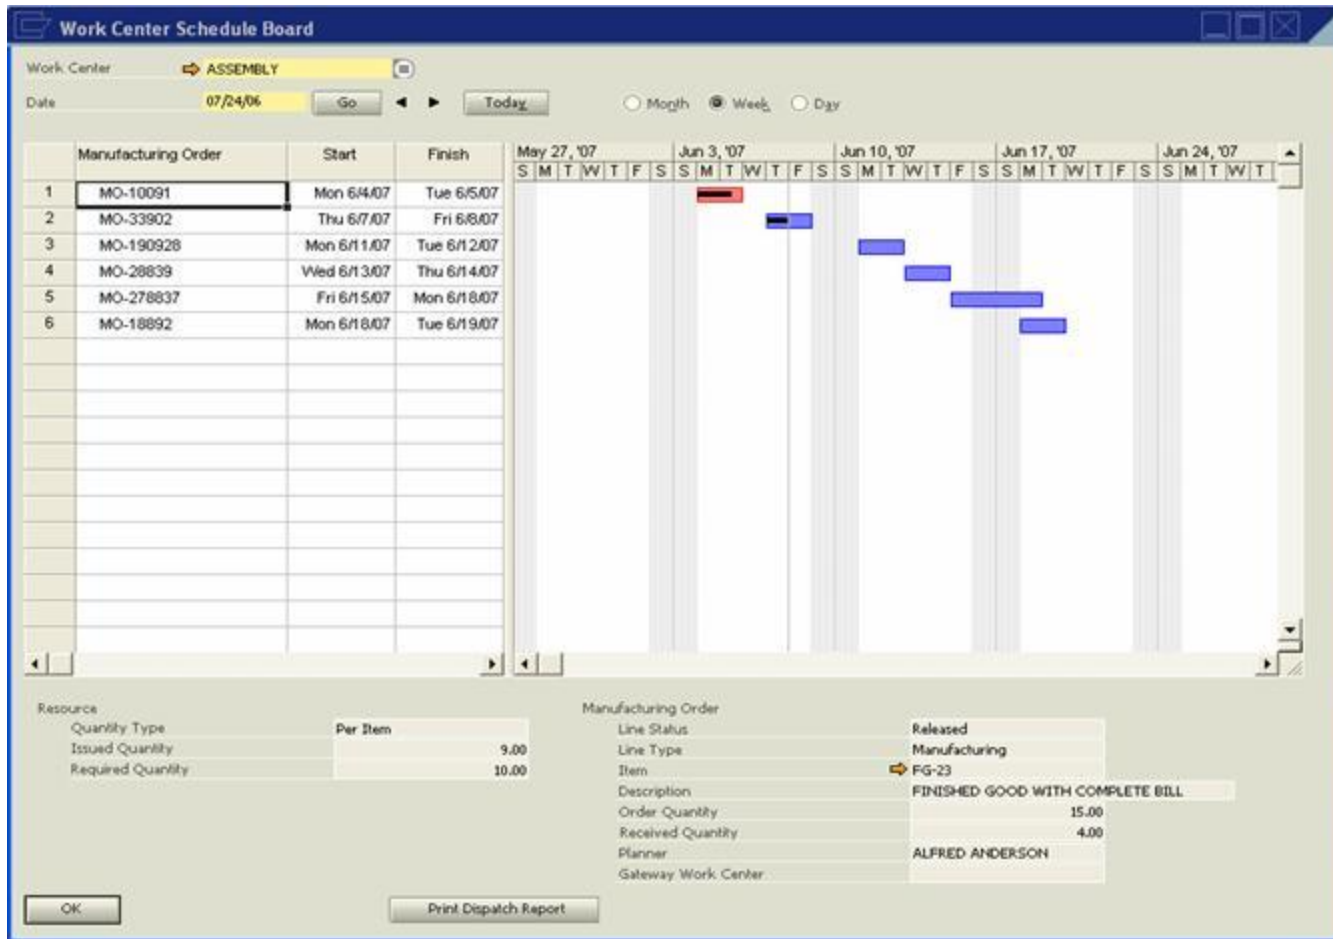 Work Center Schedule Board
Work Center ASSEMBLY
Date 07/24/06 Go Today Month Week Day
Manufacturing Order Start Finish May 27, '07 Jun 3, '07 Jun 10, '07 Jun 17, '07 Jun 24, '07
S M T W T F S S M T W T F S S M T W T F S S M T W T F S S M T W T
1 MO-10091 Mon 6/4/07 Tue 6/5/07
2 MO-33902 Thu 6/7/07 Fri 6/8/07
3 MO-190928 Mon 6/11/07 Tue 6/12/07
4 MO-28839 Wed 6/13/07 Thu 6/14/07
5 MO-278837 Fri 6/15/07 Mon 6/18/07
6 MO-18892 Mon 6/18/07 Tue 6/19/07
Resource Manufacturing Order
Quantity Type Per Item Line Status Released
Issued Quantity 9.00 Line Type Manufacturing
Required Quantity 10.00 Item FG-23
Description FINISHED GOOD WITH COMPLETE BILL
Order Quantity 15.00
Received Quantity 4.00
Planner ALFRED ANDERSON
Gateway Work Center
OK Print Dispatch Report